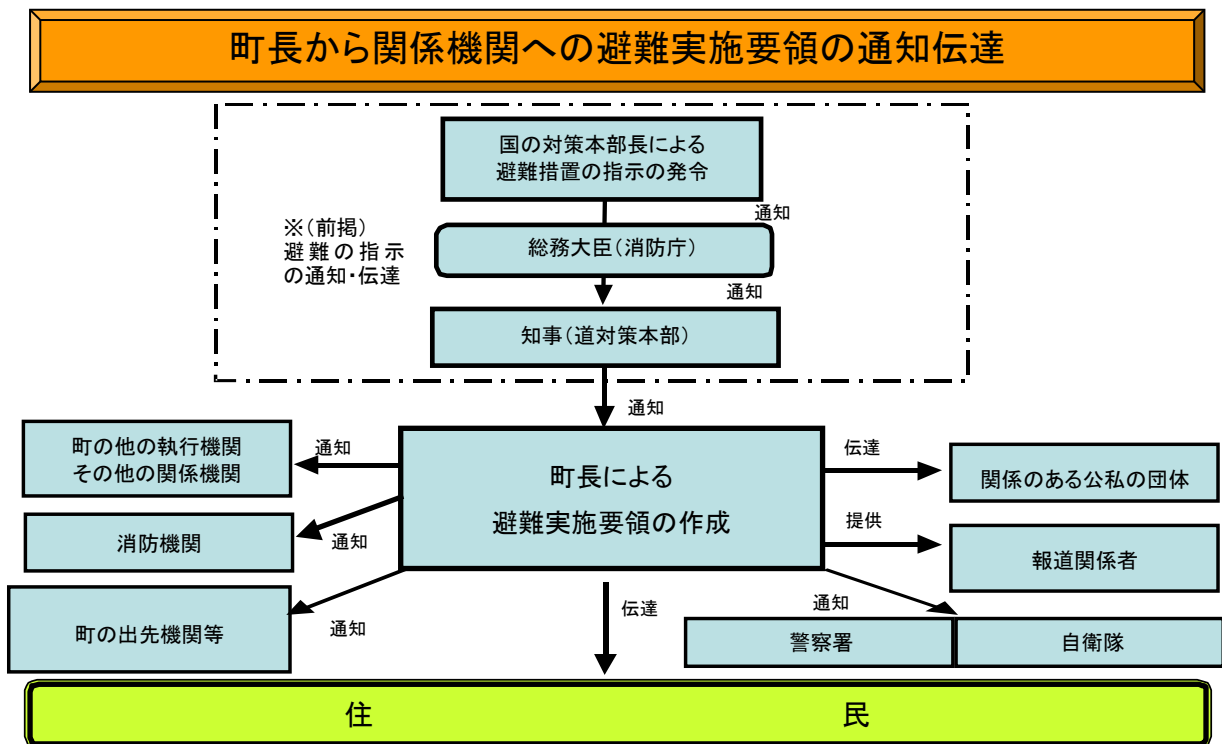 町長から関係機関への避難実施要領の通知伝達
国の対策本部長による
避難措置の指示の発令
通知
※(前掲)
避難の指示
の通知・伝達
総務大臣(消防庁)
通知
知事(道対策本部)
通知
町の他の執行機関
その他の関係機関
通知
町長による
避難実施要領の作成
伝達
関係のある公私の団体
消防機関
通知
提供
報道関係者
町の出先機関等
通知
伝達
通知
警察署
自衛隊
住 民